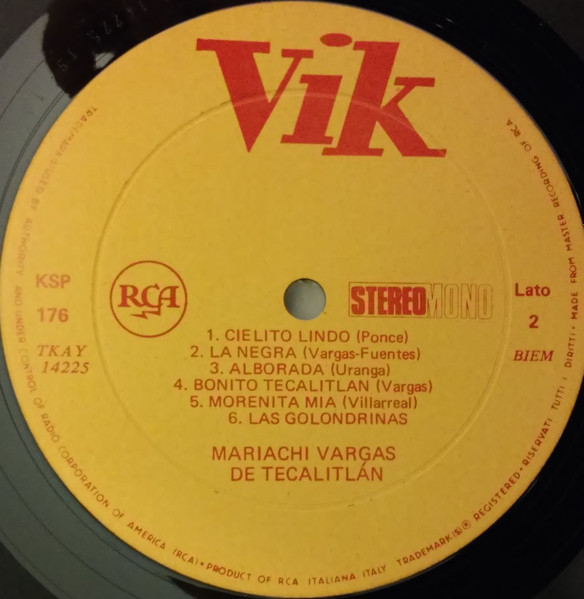 Vik
KSP
176
TKAY
14225
RCA
STEREO MONO
Lato
2
BIEM
1. CIELITO LINDO (Ponce)
2. LA NEGRA (Vargas-Fuentes)
3. ALBORADA (Uranga)
4. BONITO TECALITLAN (Vargas)
5. MORENITA MIA (Villarreal)
6. LAS GOLONDRINAS
MARIACHI VARGAS
DE TECALITLÁN
TRADEMARKS USED BY AUTHORITY AND UNDER CONTROL OF RADIO CORPORATION OF AMERICA (RCA)•PRODUCT OF RCA ITALIANA ITALY TRADEMARK(S)® REGISTERED•RISERVATI TUTTI I DIRITTI•MADE FROM MASTER RECORDING OF RCA